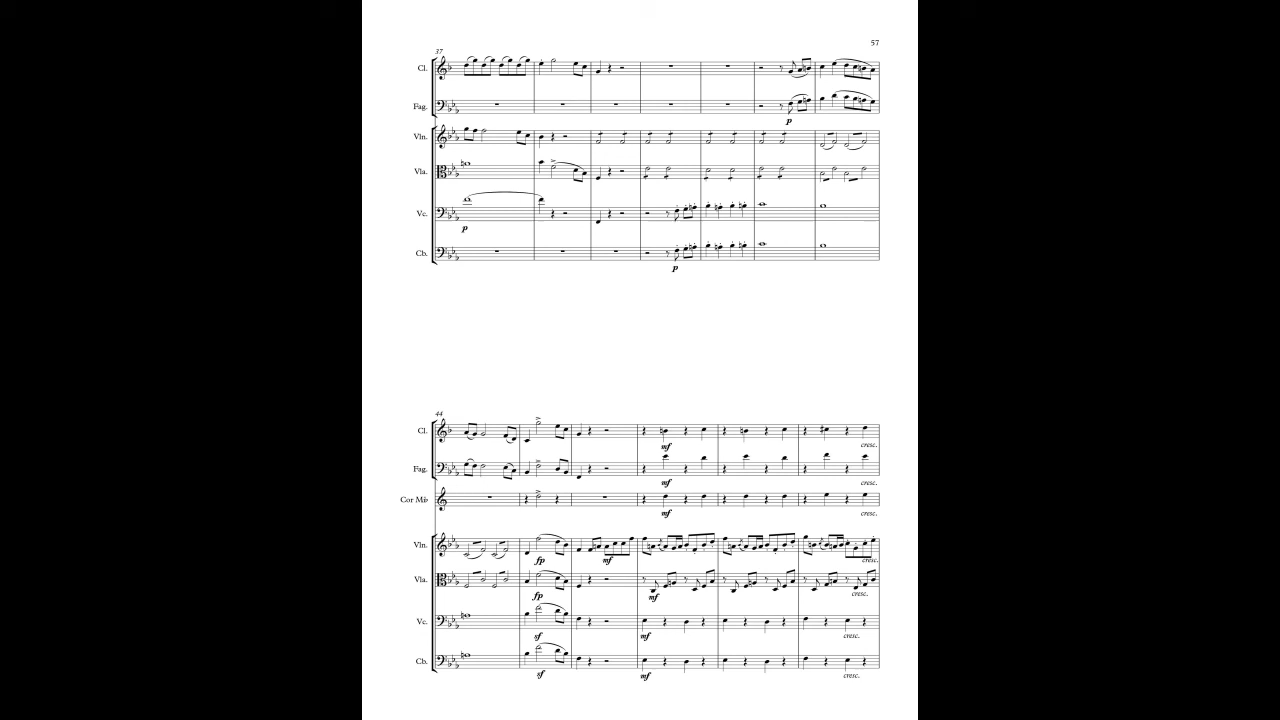 57
37
Cl.
Fag.
p
Vln.
Vla.
Vc.
p
Cb.
p
44
Cl.
mf cresc.
Fag.
mf cresc.
Cor Mi♭
mf cresc.
Vln.
fp mf cresc.
Vla.
fp mf cresc.
Vc.
sf mf cresc.
Cb.
sf mf cresc.